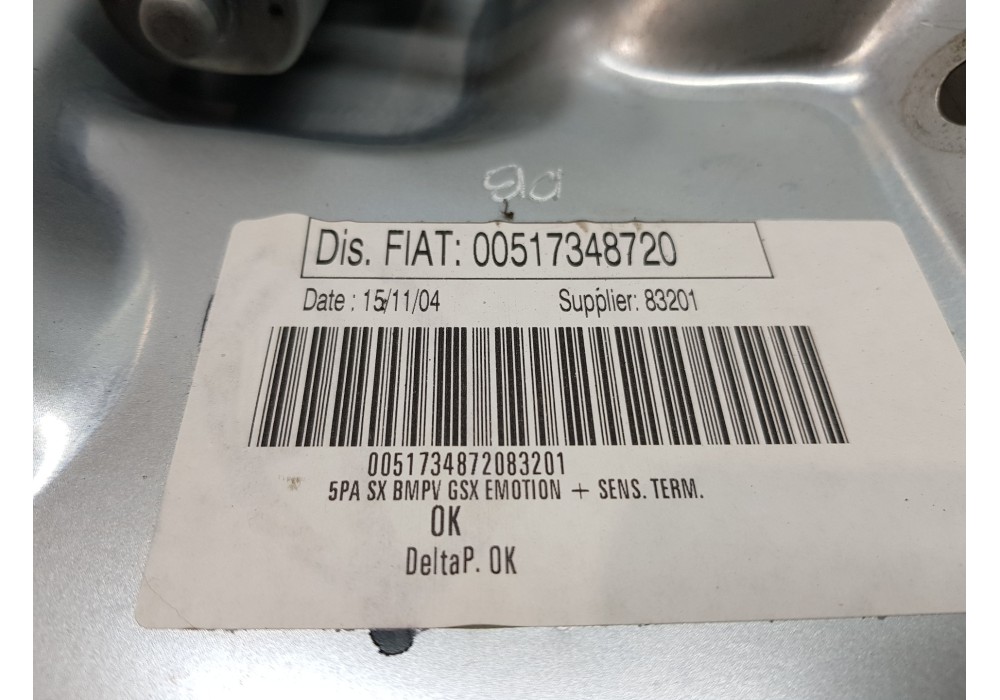 Dis. FIAT: 00517348720
Date : 15/11/04 Supplier: 83201
0051734872083201
5PA SX BMPV GSX EMOTION + SENS. TERM.
OK
DeltaP. OK